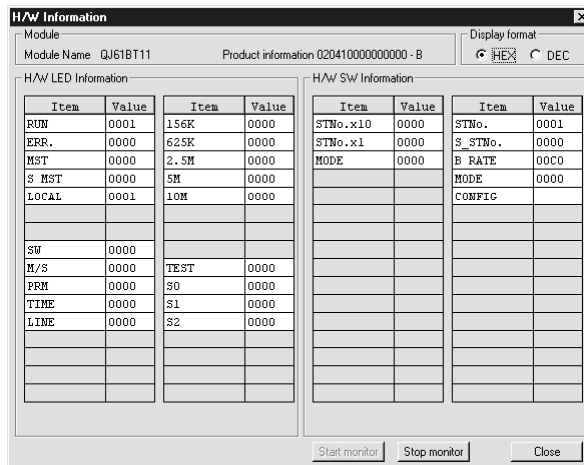 H/W Information
Module
Display format
Module Name QJ61BT11 Product information 020410000000000 - B
HEX DEC
H/W LED Information
H/W SW Information
Item Value Item Value Item Value Item Value
RUN 0001 156K 0000 STNo.x10 0000 STNo. 0001
ERR. 0000 625K 0000 STNo.x1 0000 S_STNo. 0000
MST 0000 2.5M 0000 MODE 0000 B RATE 00C0
S MST 0000 5M 0000 MODE 0000
LOCAL 0001 10M 0000 CONFIG
SW 0000
M/S 0000 TEST 0000
PRM 0000 S0 0000
TIME 0000 S1 0000
LINE 0000 S2 0000
Start monitor Stop monitor Close